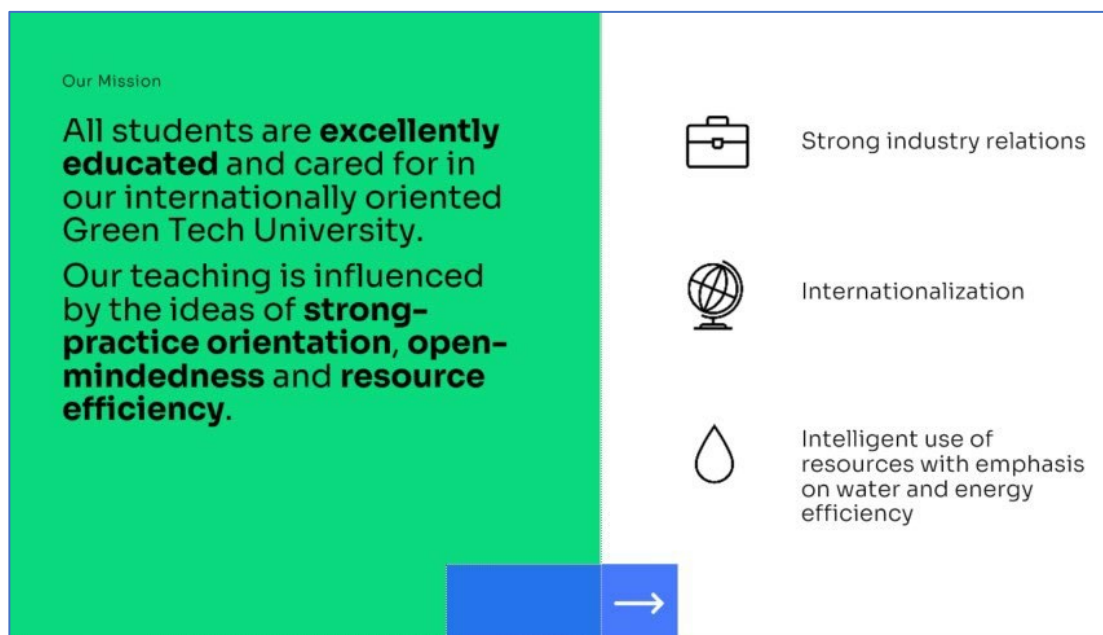 Our Mission
All students are excellently
educated and cared for in
our internationally oriented
Green Tech University.
Our teaching is influenced
by the ideas of strong-
practice orientation, open-
mindedness and resource
efficiency.
Strong industry relations
Internationalization
Intelligent use of
resources with emphasis
on water and energy
efficiency